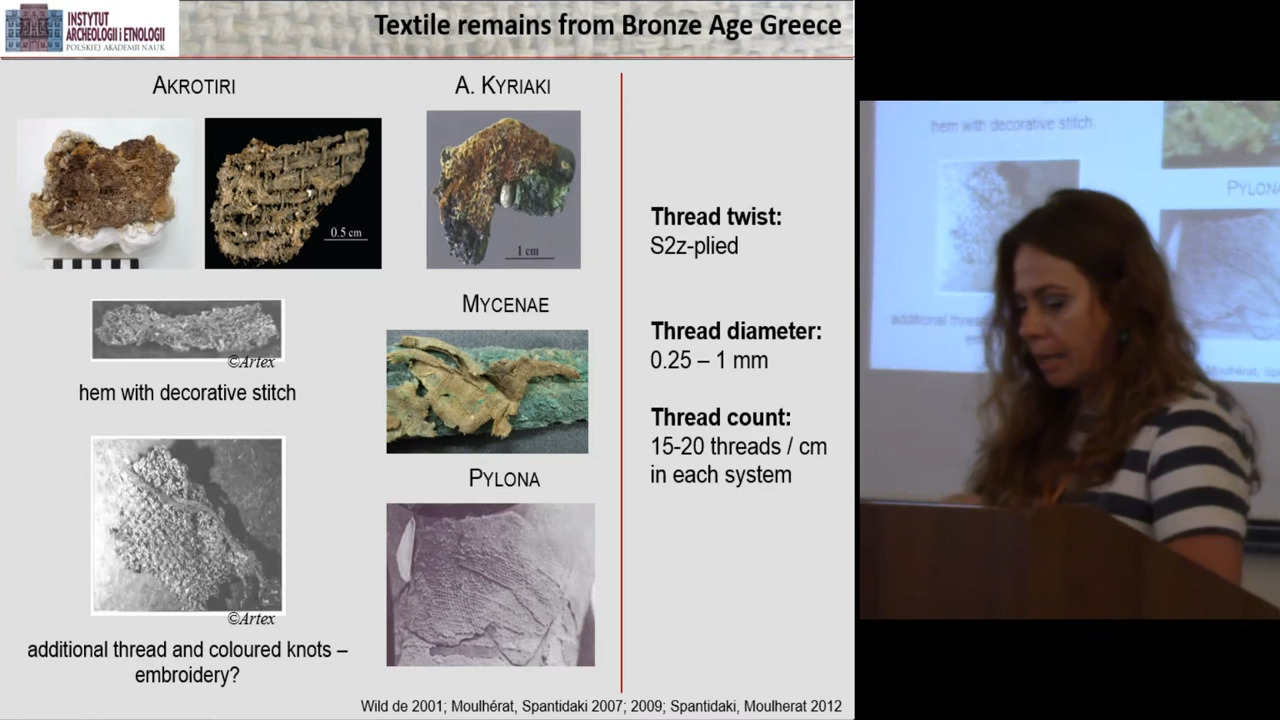 INSTYTUT
ARCHEOLOGII i ETNOLOGII
POLSKIEJ AKADEMII NAUK
Textile remains from Bronze Age Greece
AKROTIRI
0.5 cm
©Artex
hem with decorative stitch
©Artex
additional thread and coloured knots –
embroidery?
A. KYRIAKI
1 cm
MYCENAE
PYLONA
Thread twist:
S2z-plied
Thread diameter:
0.25 – 1 mm
Thread count:
15-20 threads / cm
in each system
Wild de 2001; Moulhérat, Spantidaki 2007; 2009; Spantidaki, Moulherat 2012
hem with decorative stitch
PYLONA
additional